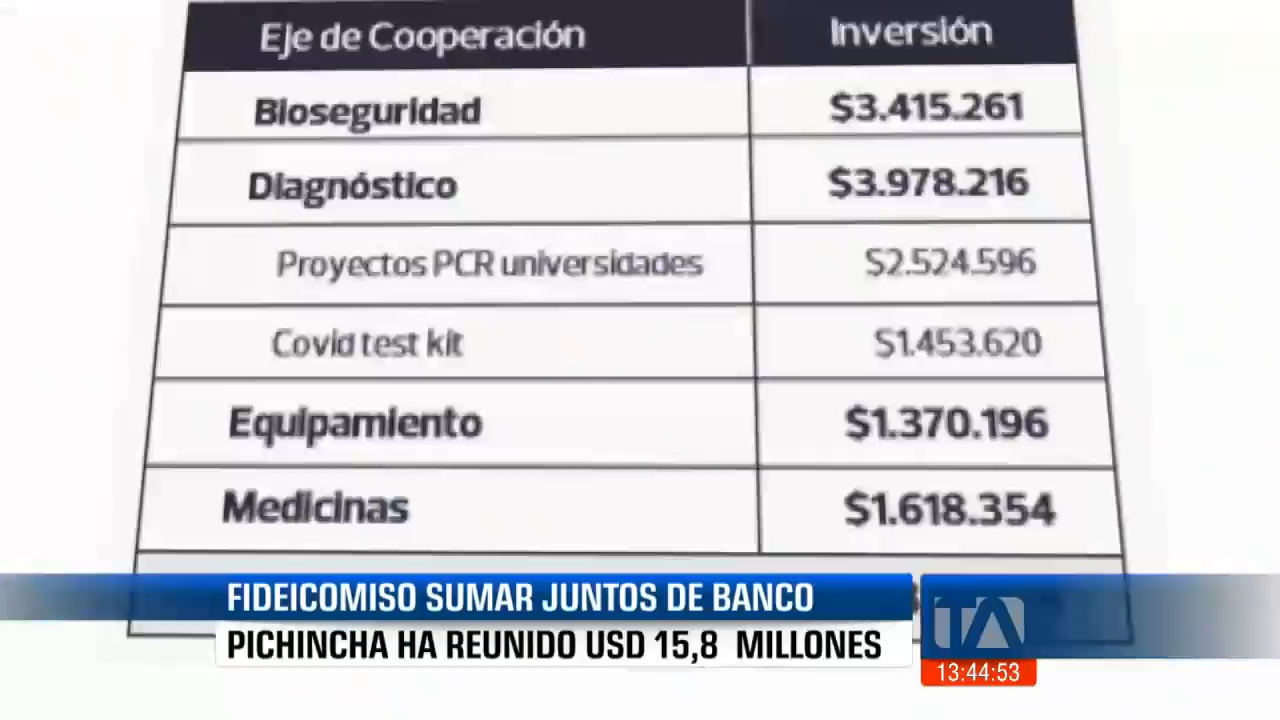 Eje de Cooperación Inversión
Bioseguridad $3.415.261
Diagnóstico $3.978.216
Proyectos PCR universidades $2.524.596
Covid test kit $1.453.620
Equipamiento $1.370.196
Medicinas $1.618.354
FIDEICOMISO SUMAR JUNTOS DE BANCO
PICHINCHA HA REUNIDO USD 15,8 MILLONES
TA
13:44:53